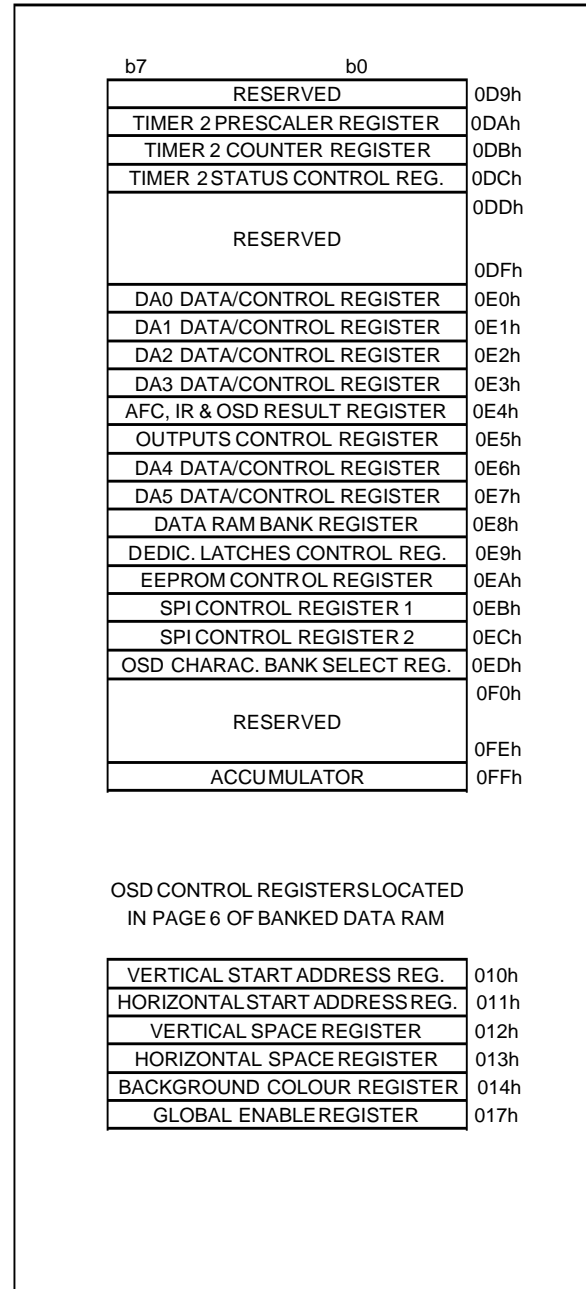 b7 b0
RESERVED 0D9h
TIMER 2 PRESCALER REGISTER 0DAh
TIMER 2 COUNTER REGISTER 0DBh
TIMER 2 STATUS CONTROL REG. 0DCh
0DDh
RESERVED
0DFh
DA0 DATA/CONTROL REGISTER 0E0h
DA1 DATA/CONTROL REGISTER 0E1h
DA2 DATA/CONTROL REGISTER 0E2h
DA3 DATA/CONTROL REGISTER 0E3h
AFC, IR & OSD RESULT REGISTER 0E4h
OUTPUTS CONTROL REGISTER 0E5h
DA4 DATA/CONTROL REGISTER 0E6h
DA5 DATA/CONTROL REGISTER 0E7h
DATA RAM BANK REGISTER 0E8h
DEDIC. LATCHES CONTROL REG. 0E9h
EEPROM CONTROL REGISTER 0EAh
SPI CONTROL REGISTER 1 0EBh
SPI CONTROL REGISTER 2 0ECh
OSD CHARAC. BANK SELECT REG. 0EDh
0F0h
RESERVED
0FEh
ACCUMULATOR 0FFh
OSD CONTROL REGISTERS LOCATED
IN PAGE 6 OF BANKED DATA RAM
VERTICAL START ADDRESS REG. 010h
HORIZONTAL START ADDRESS REG. 011h
VERTICAL SPACE REGISTER 012h
HORIZONTAL SPACE REGISTER 013h
BACKGROUND COLOUR REGISTER 014h
GLOBAL ENABLE REGISTER 017h